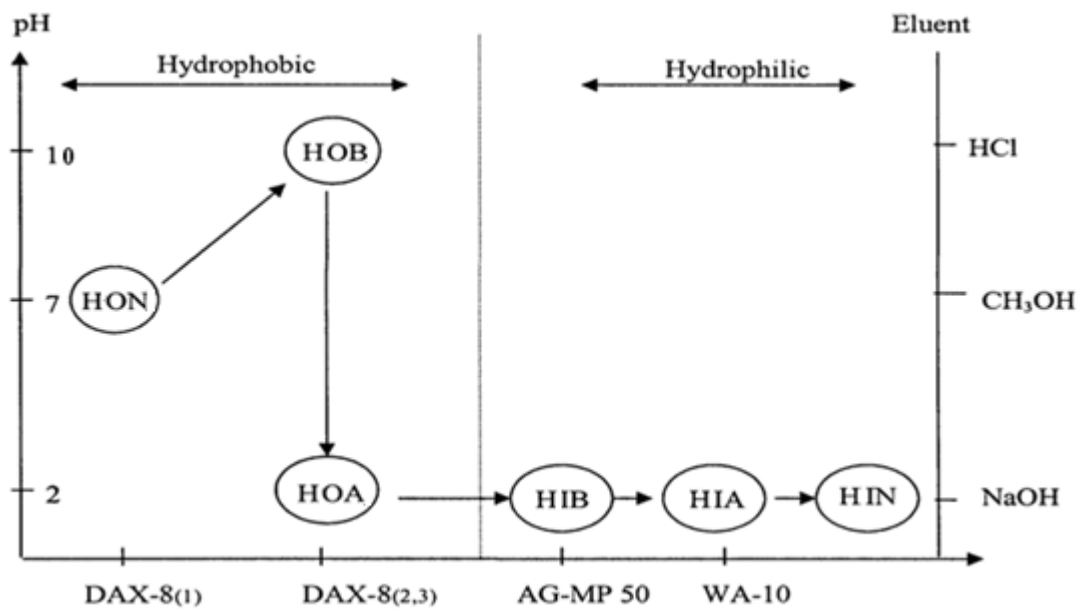 pH
Eluent
Hydrophobic
Hydrophilic
10
HOB
HCl
HON
7
CH₃OH
2
HOA
HIB
HIA
HIN
NaOH
DAX-8(1)
DAX-8(2,3)
AG-MP 50
WA-10